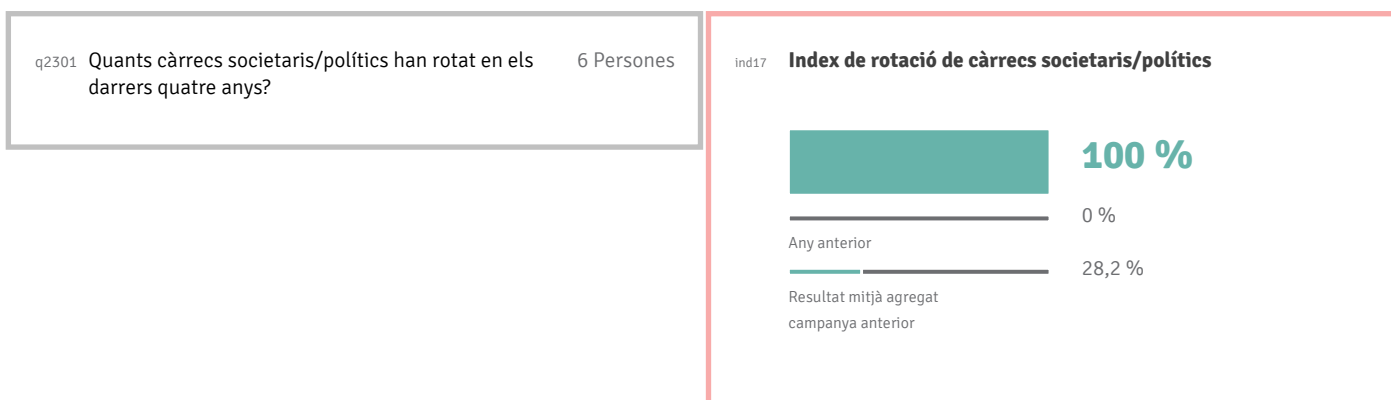 q2301 Quants càrrecs societaris/polítics han rotat en els 6 Persones
darrers quatre anys?
ind17 Index de rotació de càrrecs societaris/polítics
100 %
0 %
Any anterior
28,2 %
Resultat mitjà agregat
campanya anterior